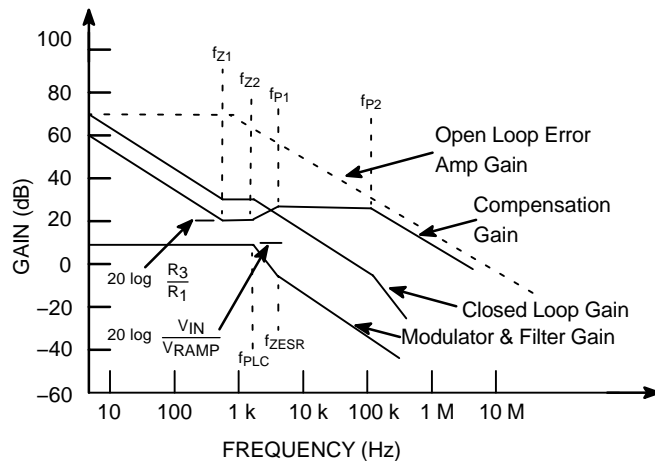 100
80
60
40
20
0
−20
−40
−60
GAIN (dB)
fZ1
fZ2
fP1
fP2
Open Loop Error
Amp Gain
Compensation
Gain
Closed Loop Gain
Modulator & Filter Gain
20 log R3/R1
20 log VIN/VRAMP
fPLC
fZESR
10 100 1 k 10 k 100 k 1 M 10 M
FREQUENCY (Hz)